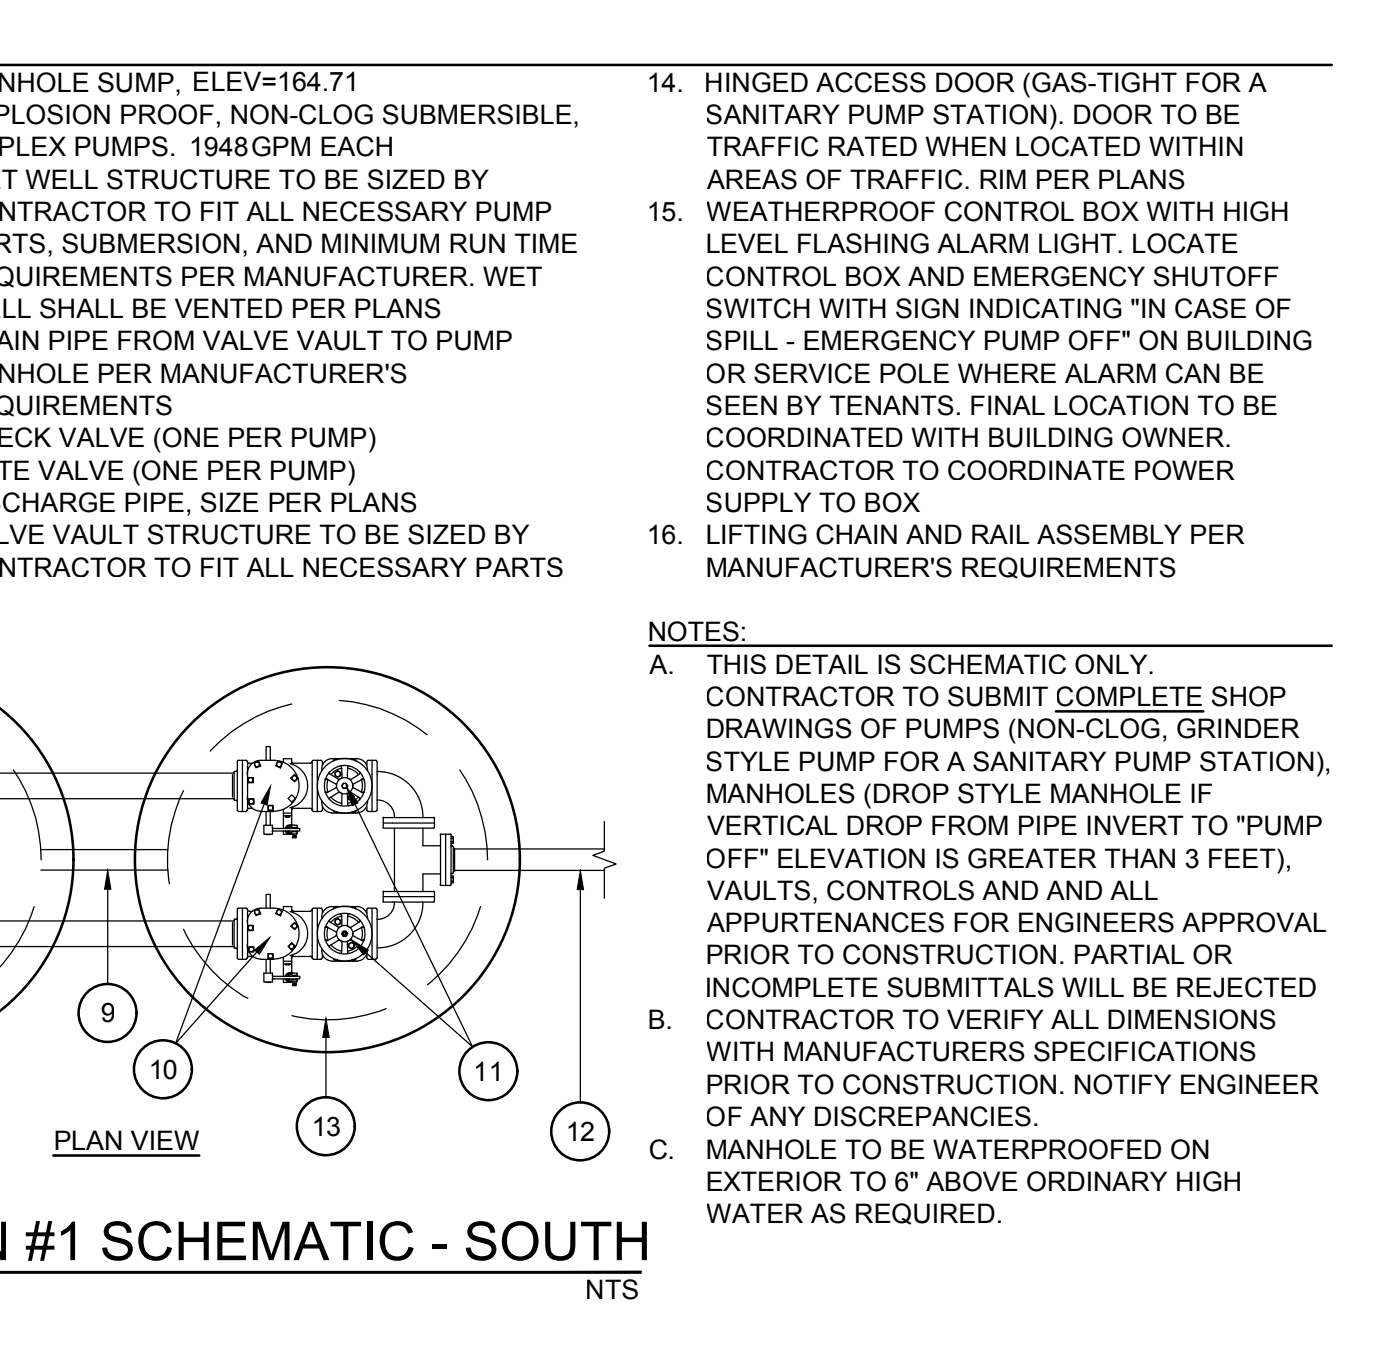 NHOLE SUMP, ELEV=164.71
PLOSION PROOF, NON-CLOG SUBMERSIBLE,
PLEX PUMPS. 1948 GPM EACH
T WELL STRUCTURE TO BE SIZED BY
NTRACTOR TO FIT ALL NECESSARY PUMP
RTS, SUBMERSION, AND MINIMUM RUN TIME
QUIREMENTS PER MANUFACTURER. WET
LL SHALL BE VENTED PER PLANS
AIN PIPE FROM VALVE VAULT TO PUMP
NHOLE PER MANUFACTURER'S
QUIREMENTS
ECK VALVE (ONE PER PUMP)
TE VALVE (ONE PER PUMP)
CHARGE PIPE, SIZE PER PLANS
LVE VAULT STRUCTURE TO BE SIZED BY
NTRACTOR TO FIT ALL NECESSARY PARTS
14. HINGED ACCESS DOOR (GAS-TIGHT FOR A
SANITARY PUMP STATION). DOOR TO BE
TRAFFIC RATED WHEN LOCATED WITHIN
AREAS OF TRAFFIC. RIM PER PLANS
15. WEATHERPROOF CONTROL BOX WITH HIGH
LEVEL FLASHING ALARM LIGHT. LOCATE
CONTROL BOX AND EMERGENCY SHUTOFF
SWITCH WITH SIGN INDICATING "IN CASE OF
SPILL - EMERGENCY PUMP OFF" ON BUILDING
OR SERVICE POLE WHERE ALARM CAN BE
SEEN BY TENANTS. FINAL LOCATION TO BE
COORDINATED WITH BUILDING OWNER.
CONTRACTOR TO COORDINATE POWER
SUPPLY TO BOX
16. LIFTING CHAIN AND RAIL ASSEMBLY PER
MANUFACTURER'S REQUIREMENTS
NOTES:
A. THIS DETAIL IS SCHEMATIC ONLY.
CONTRACTOR TO SUBMIT COMPLETE SHOP
DRAWINGS OF PUMPS (NON-CLOG, GRINDER
STYLE PUMP FOR A SANITARY PUMP STATION),
MANHOLES (DROP STYLE MANHOLE IF
VERTICAL DROP FROM PIPE INVERT TO "PUMP
OFF" ELEVATION IS GREATER THAN 3 FEET),
VAULTS, CONTROLS AND AND ALL
APPURTENANCES FOR ENGINEERS APPROVAL
PRIOR TO CONSTRUCTION. PARTIAL OR
INCOMPLETE SUBMITTALS WILL BE REJECTED
B. CONTRACTOR TO VERIFY ALL DIMENSIONS
WITH MANUFACTURERS SPECIFICATIONS
PRIOR TO CONSTRUCTION. NOTIFY ENGINEER
OF ANY DISCREPANCIES.
C. MANHOLE TO BE WATERPROOFED ON
EXTERIOR TO 6" ABOVE ORDINARY HIGH
WATER AS REQUIRED.
9
10
11
13
12
PLAN VIEW
#1 SCHEMATIC - SOUTH
NTS